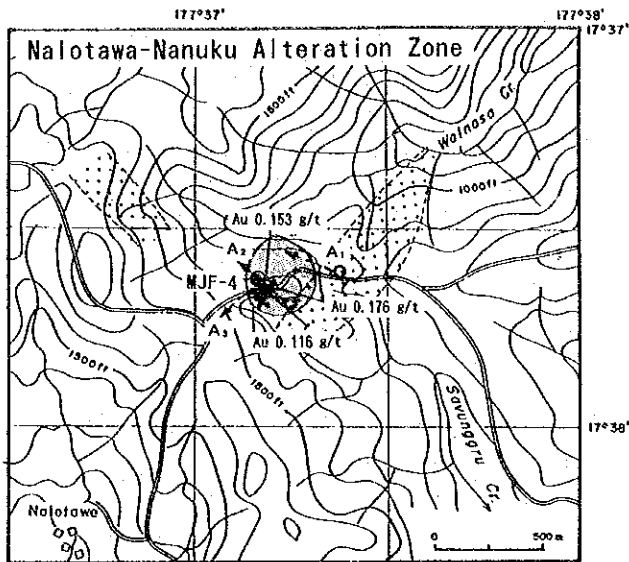 177°37' 177°38'
17°37'
Nalotawa-Nanuku Alteration Zone
1500ft
Wainasa Cr.
1000ft
Au 0.153 g/t
A2 A1
MJF-4
Au 0.176 g/t
A3
Au 0.116 g/t
1500ft
1500ft
Savunggru Cr.
17°38'
Nalotawa
0 500m